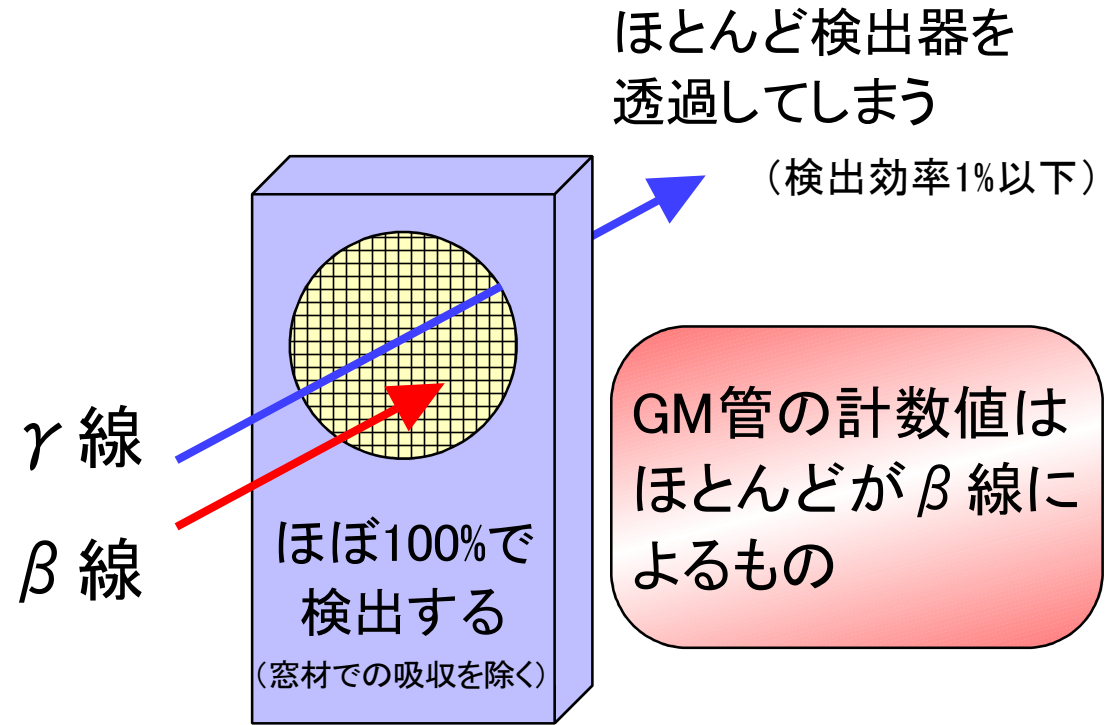 ほとんど検出器を
透過してしまう
（検出効率1%以下）
γ線
β線
ほぼ100%で
検出する
（窓材での吸収を除く）
GM管の計数値は
ほとんどがβ線に
よるもの